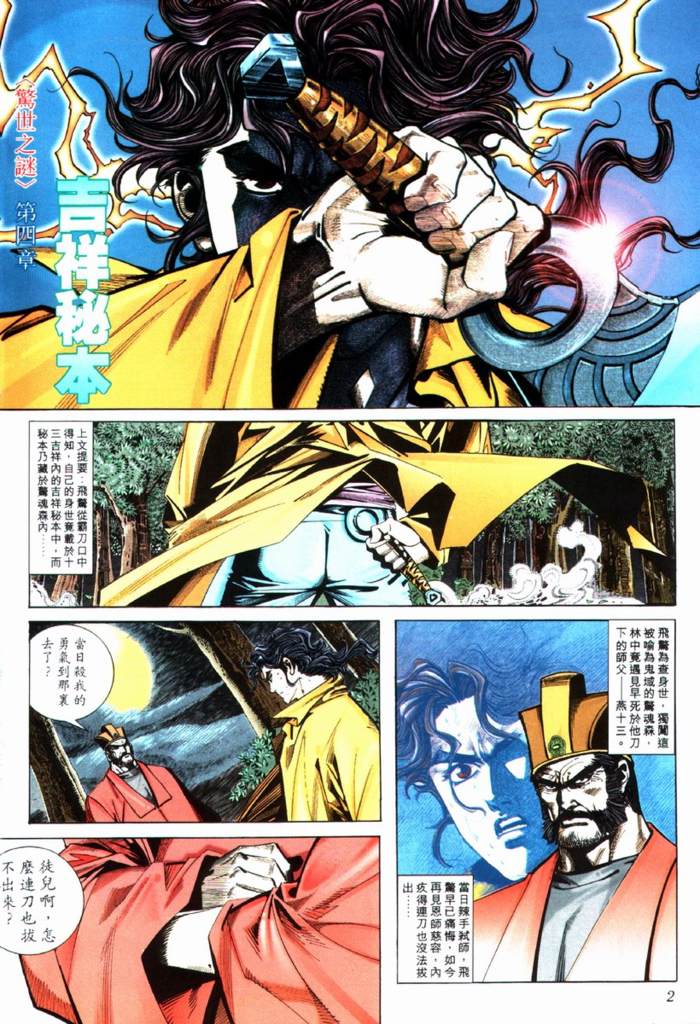 《驚世之謎》第四章
吉祥秘本
上文提要：飛驚從霸刀口中
得知，自己的身世竟載於十
三吉祥內的吉祥秘本中，而
秘本乃藏於驚魂森內……
飛驚為查身世，獨闖這
被喻為鬼域的驚魂森，
林中竟遇見早死於他刀
下的師父——燕十三。
當日殺我的
勇氣到那裏
去了？
當日辣手弒師，飛
驚早已痛悔，如今
再見恩師慈容，內
疚得連刀也沒法拔
出……
徒兒啊，怎
麼連刀也拔
不出來？
2